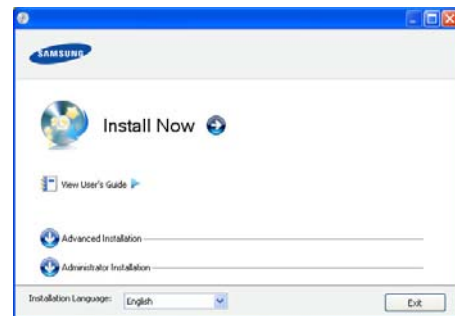 SAMSUNG
Install Now
View User's Guide
Advanced Installation
Administrator Installation
Installation Language: English
Exit